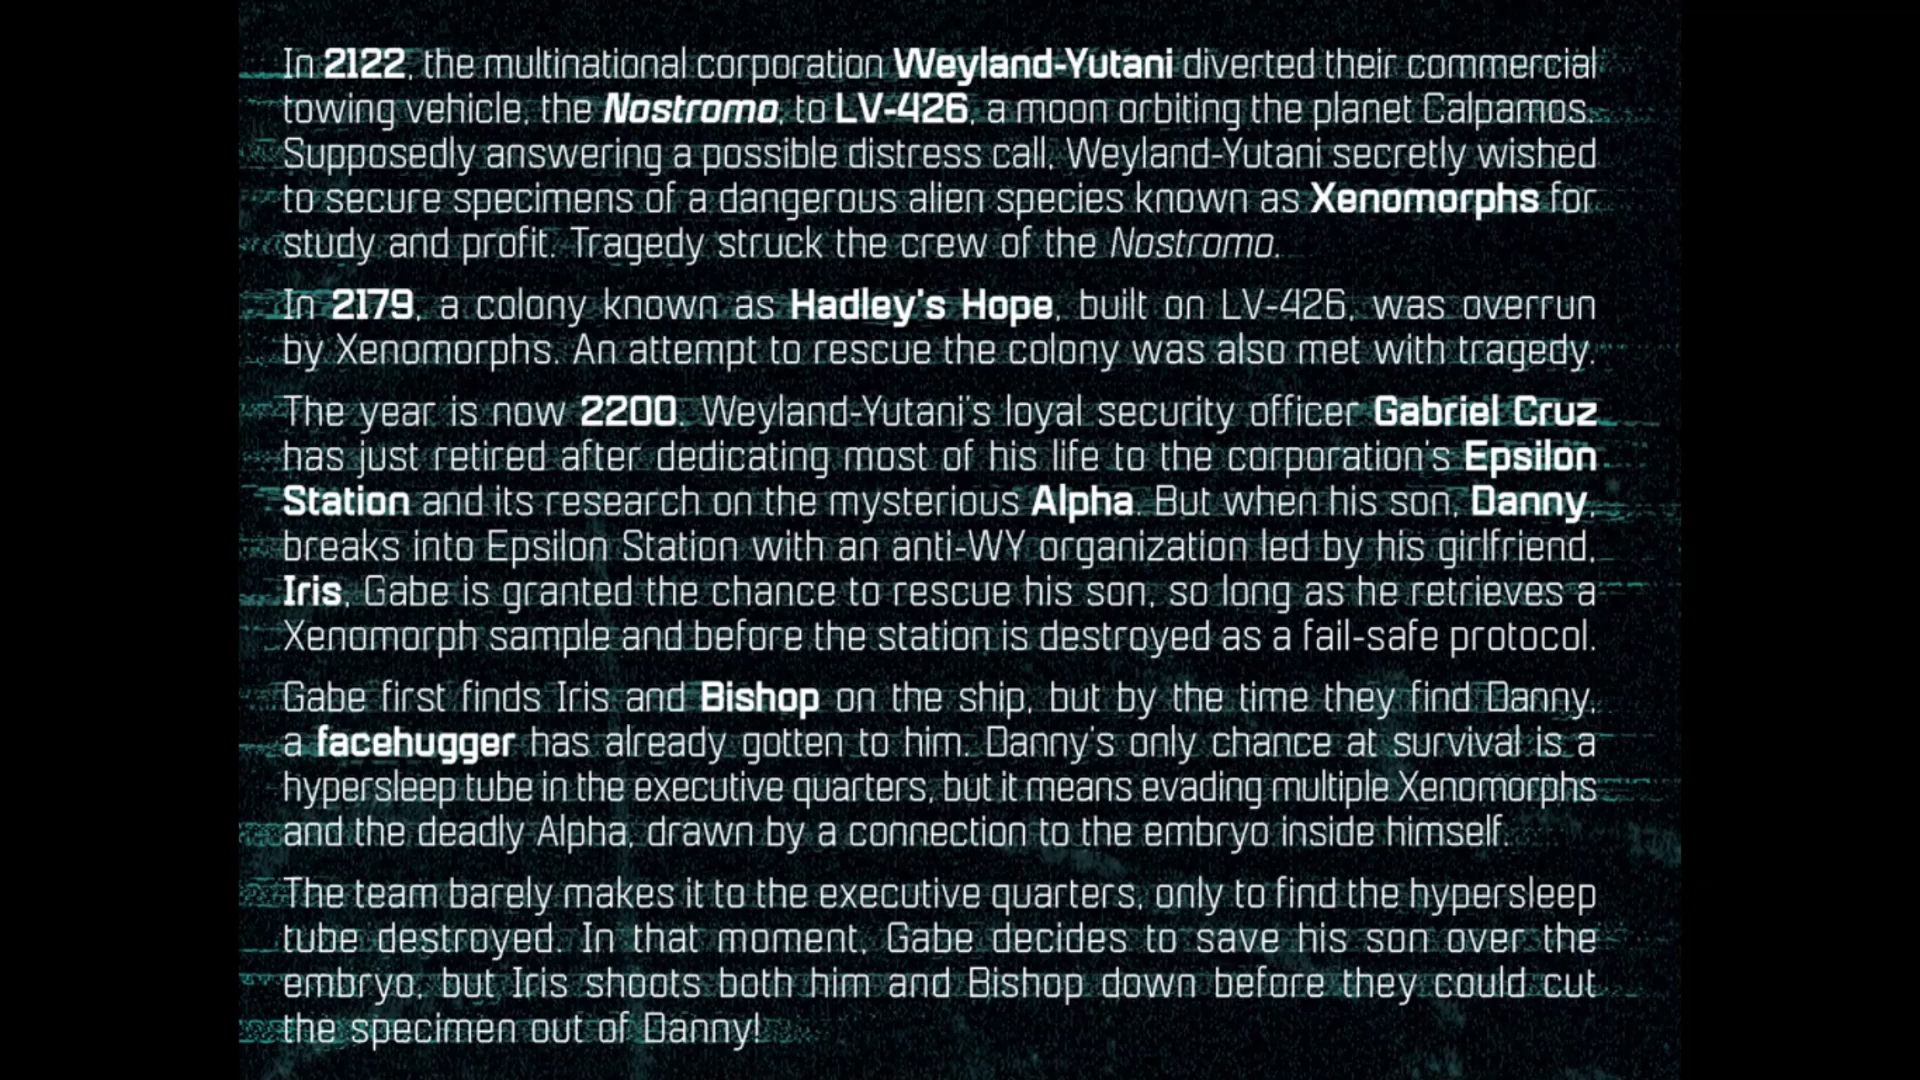 In 2122, the multinational corporation Weyland-Yutani diverted their commercial
towing vehicle, the Nostromo, to LV-426, a moon orbiting the planet Calpamos.
Supposedly answering a possible distress call, Weyland-Yutani secretly wished
to secure specimens of a dangerous alien species known as Xenomorphs for
study and profit. Tragedy struck the crew of the Nostromo.
In 2179, a colony known as Hadley's Hope, built on LV-426, was overrun
by Xenomorphs. An attempt to rescue the colony was also met with tragedy.
The year is now 2200. Weyland-Yutani's loyal security officer Gabriel Cruz
has just retired after dedicating most of his life to the corporation's Epsilon
Station and its research on the mysterious Alpha. But when his son, Danny,
breaks into Epsilon Station with an anti-WY organization led by his girlfriend,
Iris, Gabe is granted the chance to rescue his son, so long as he retrieves a
Xenomorph sample and before the station is destroyed as a fail-safe protocol.
Gabe first finds Iris and Bishop on the ship, but by the time they find Danny,
a facehugger has already gotten to him. Danny's only chance at survival is a
hypersleep tube in the executive quarters, but it means evading multiple Xenomorphs
and the deadly Alpha, drawn by a connection to the embryo inside himself.
The team barely makes it to the executive quarters, only to find the hypersleep
tube destroyed. In that moment, Gabe decides to save his son over the
embryo, but Iris shoots both him and Bishop down before they could cut
the specimen out of Danny!